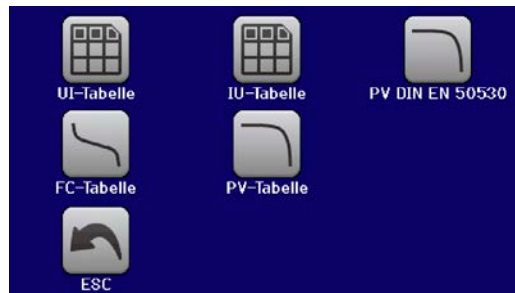 UI-Tabelle
IU-Tabelle
PV DIN EN 50530
FC-Tabelle
PV-Tabelle
ESC